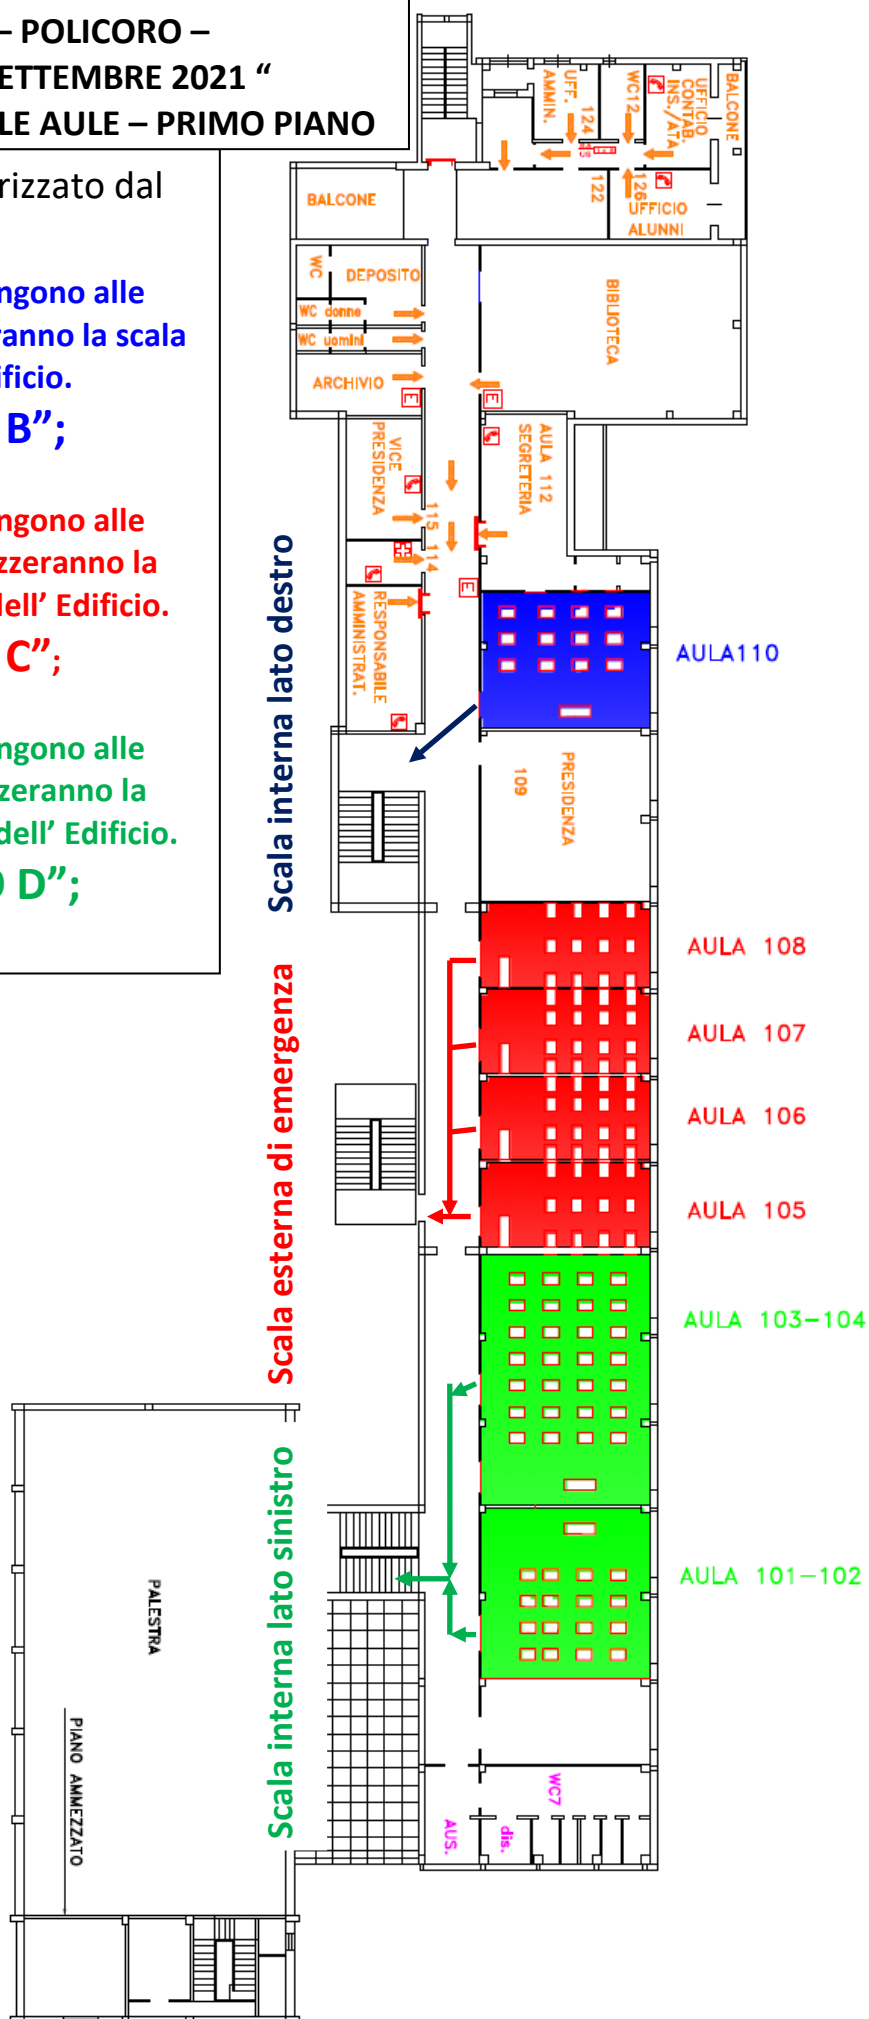 – POLICORO –
ETTEMBRE 2021 “
LE AULE – PRIMO PIANO
rizzato dal
ngono alle
ranno la scala
ificio.
B”;
ngono alle
zzeranno la
dell’ Edificio.
C”;
ngono alle
zzeranno la
dell’ Edificio.
D”;
BALCONE
UFF.
AMMIN.
124
WC12
UFFICIO
CONTAB.
INS./ATA
BALCONE
122
126
UFFICIO
ALUNNI
WC
DEPOSITO
WC donne
WC uomini
ARCHIVIO
E
BIBLIOTECA
E
VICE
PRESIDENZA
115
114
AULA 112
SEGRETERIA
E
RESPONSABILE
AMMINISTRAT.
AULA110
Scala interna lato destro
PRESIDENZA
109
AULA 108
AULA 107
AULA 106
AULA 105
Scala esterna di emergenza
AULA 103-104
AULA 101-102
Scala interna lato sinistro
PALESTRA
PIANO AMMEZZATO
WC7
AUS.
dis.